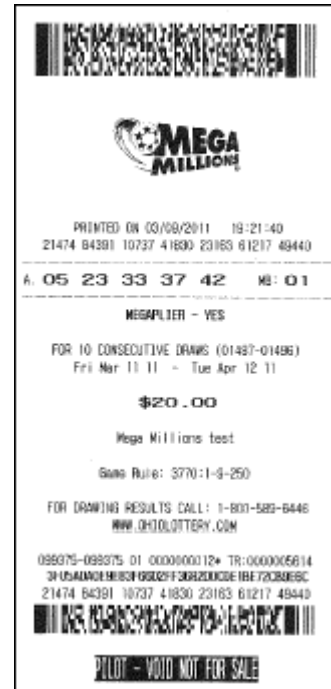 MEGA
MILLIONS
PRINTED ON 03/09/2011 19:21:40
21474 84391 10737 41830 23163 61217 49440
A. 05 23 33 37 42 MB: 01
MEGAPLIER - YES
FOR 10 CONSECUTIVE DRAWS (01487-01496)
Fri Mar 11 11 - Tue Apr 12 11
$20.00
Mega Millions test
Game Rule: 3770:1-9-250
FOR DRAWING RESULTS CALL: 1-800-589-6446
WWW.OHIOLOTTERY.COM
099375-099375 01 0000000012* TR:0000005614
21474 84391 10737 41830 23163 61217 49440
PILOT - VOID NOT FOR SALE